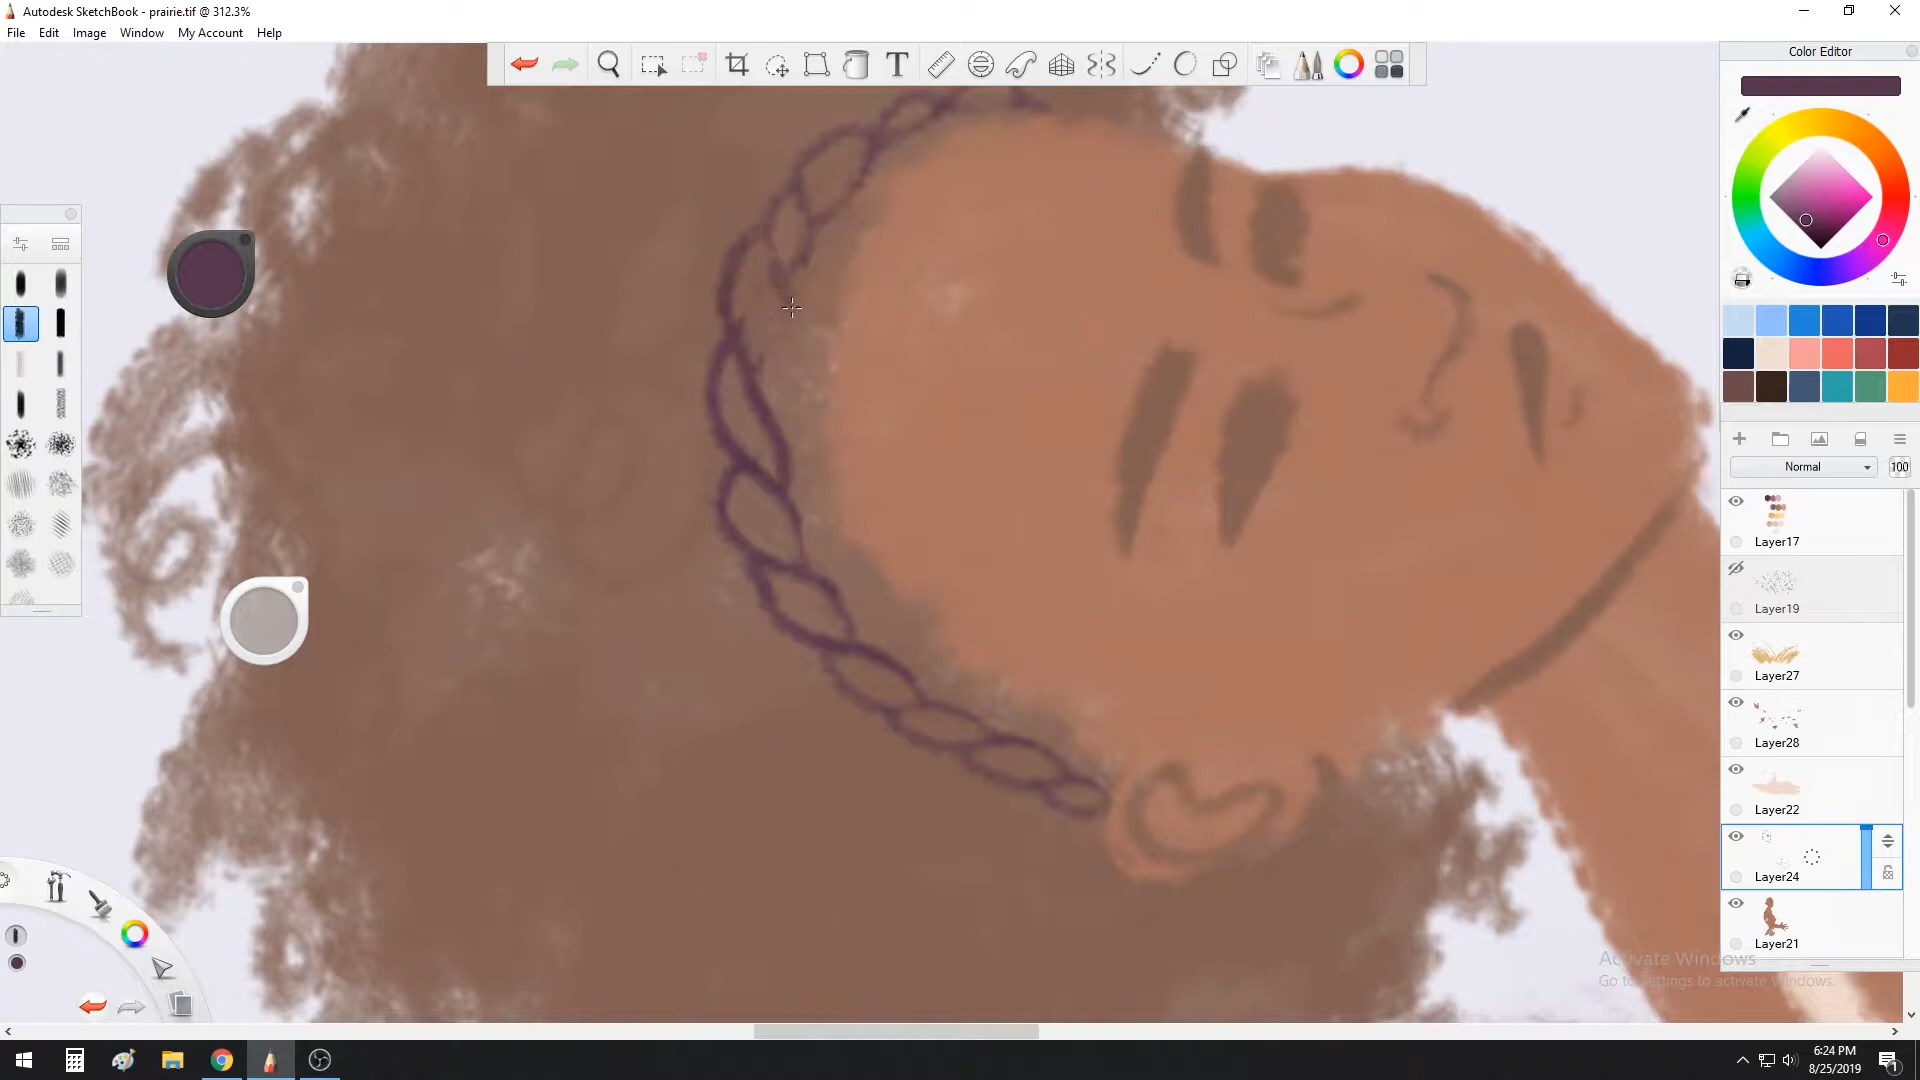 Autodesk SketchBook - prairie.tif @ 312.3%
File Edit Image Window My Account Help
T
Color Editor
Normal 100
Layer17
Layer19
Layer27
Layer28
Layer22
Layer24
Layer21
Activate Windows
Go to Settings to activate Windows.
6:24 PM
8/25/2019
1